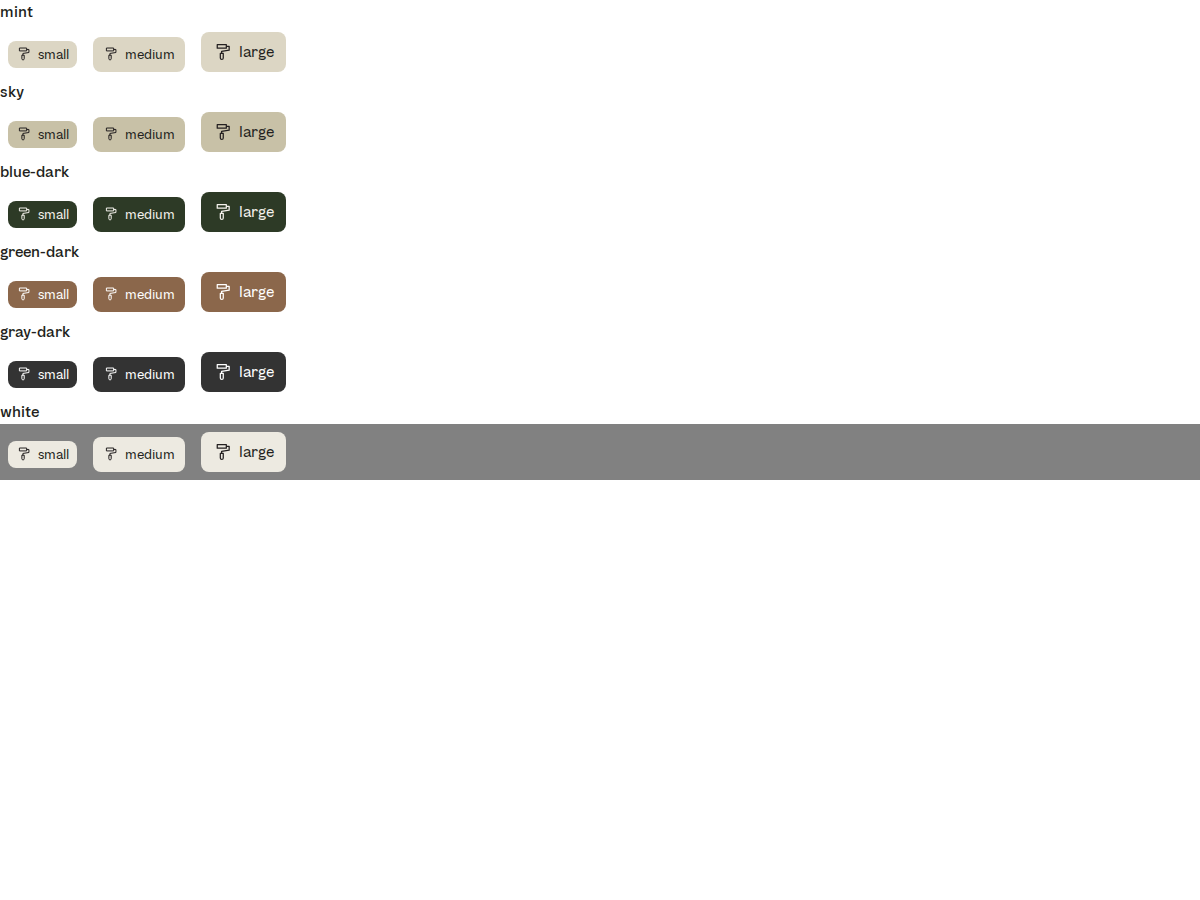 mint
small medium large
sky
small medium large
blue-dark
small medium large
green-dark
small medium large
gray-dark
small medium large
white
small medium large